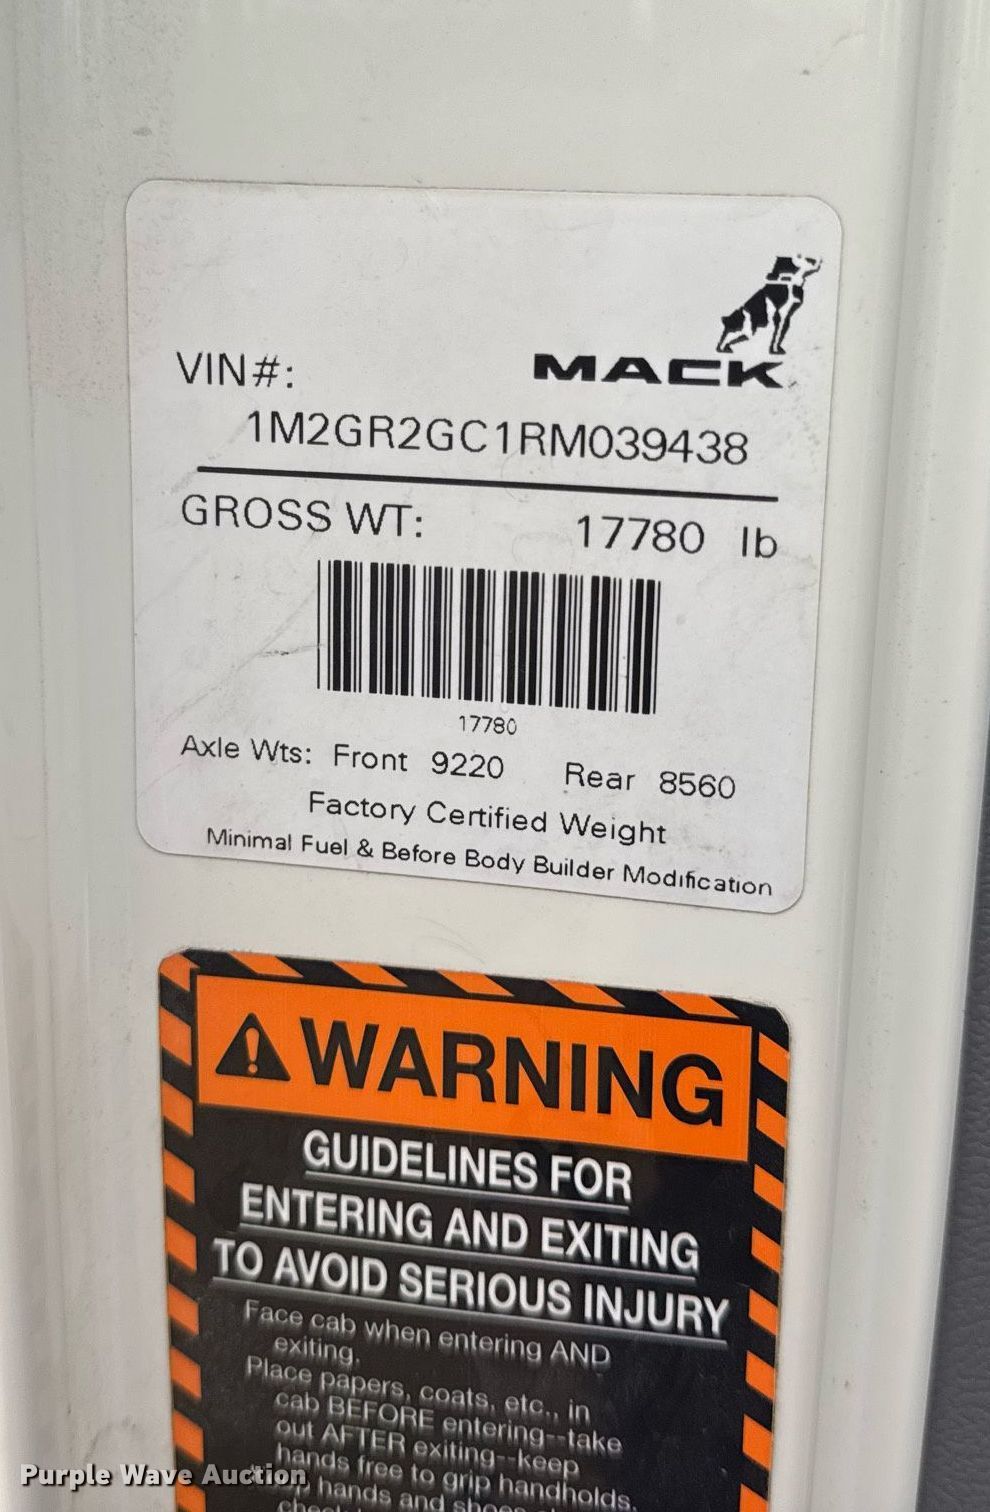 MACK
VIN#:
1M2GR2GC1RM039438
GROSS WT: 17780 lb
17780
Axle Wts: Front 9220 Rear 8560
Factory Certified Weight
Minimal Fuel & Before Body Builder Modification
WARNING
GUIDELINES FOR
ENTERING AND EXITING
TO AVOID SERIOUS INJURY
Face cab when entering AND
exiting.
Place papers, coats, etc., in
cab BEFORE entering--take
out AFTER exiting--keep
hands free to grip handholds.
hands and shoes
Purple Wave Auction